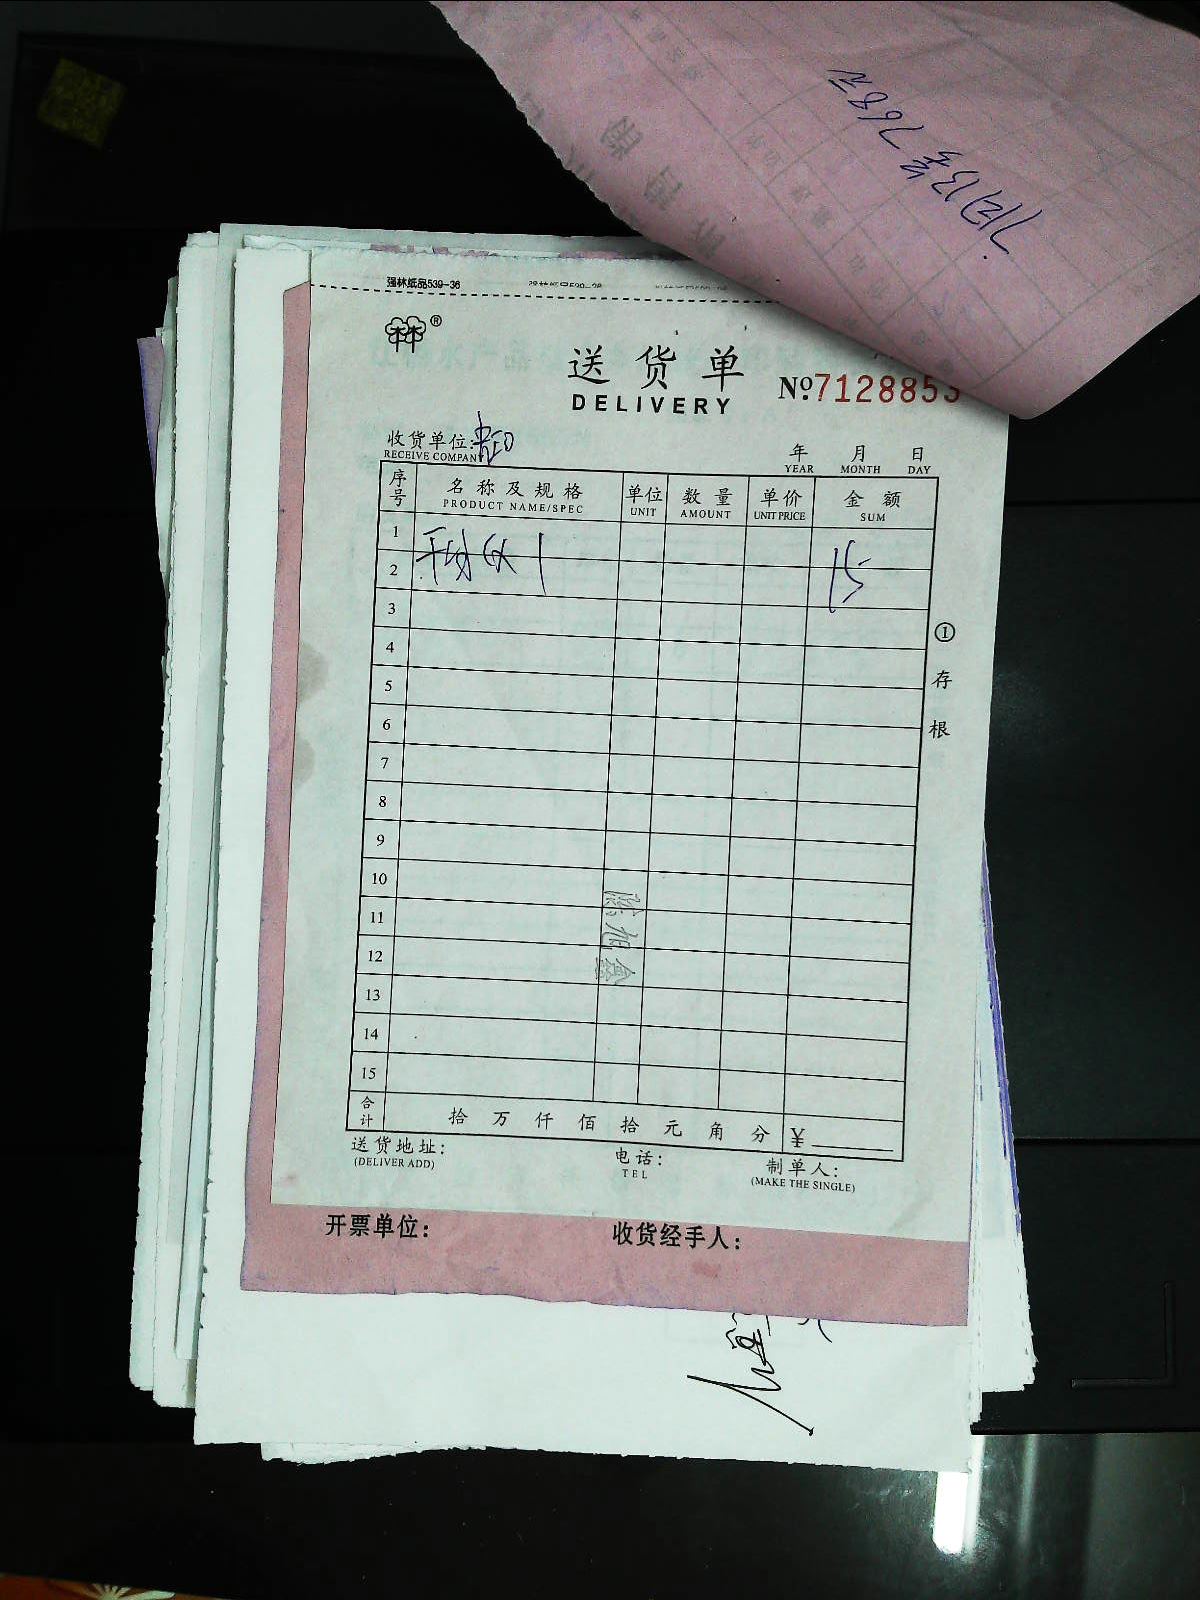 强林纸品539-36
林林®
送货单
DELIVERY
Nº7128853
收货单位:
RECEIVE COMPANY
年 月 日
YEAR MONTH DAY
序号 名称及规格 单位 数量 单价 金额
PRODUCT NAME/SPEC UNIT AMOUNT UNIT PRICE SUM
1
2
15
3
4
5
6
7
8
9
10
11
12
13
14
15
①存根
合计 拾 万 仟 佰 拾 元 角 分 ¥
送货地址: 电话: 制单人:
(DELIVER ADD) TEL (MAKE THE SINGLE)
开票单位: 收货经手人:
768元